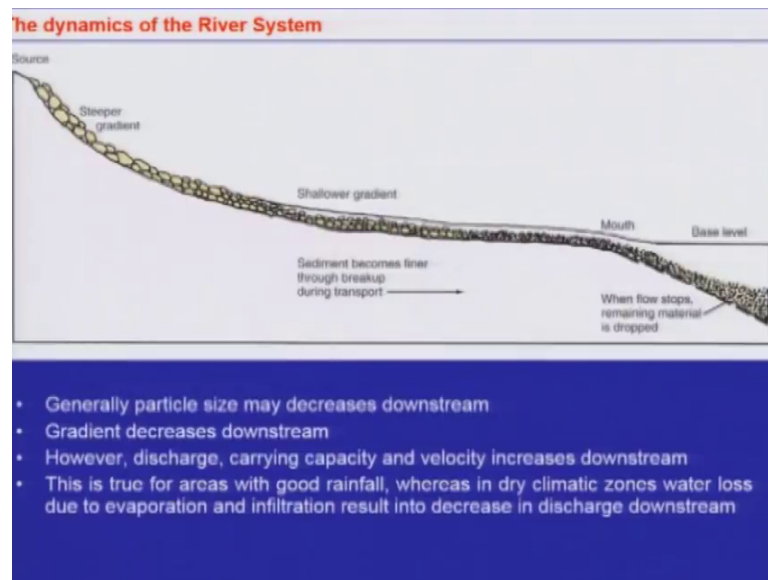 The dynamics of the River System
Source
Steeper
gradient
Shallower gradient
Mouth
Base level
Sediment becomes finer
through breakup
during transport
When flow stops,
remaining material
is dropped
• Generally particle size may decreases downstream
• Gradient decreases downstream
• However, discharge, carrying capacity and velocity increases downstream
• This is true for areas with good rainfall, whereas in dry climatic zones water loss
due to evaporation and infiltration result into decrease in discharge downstream